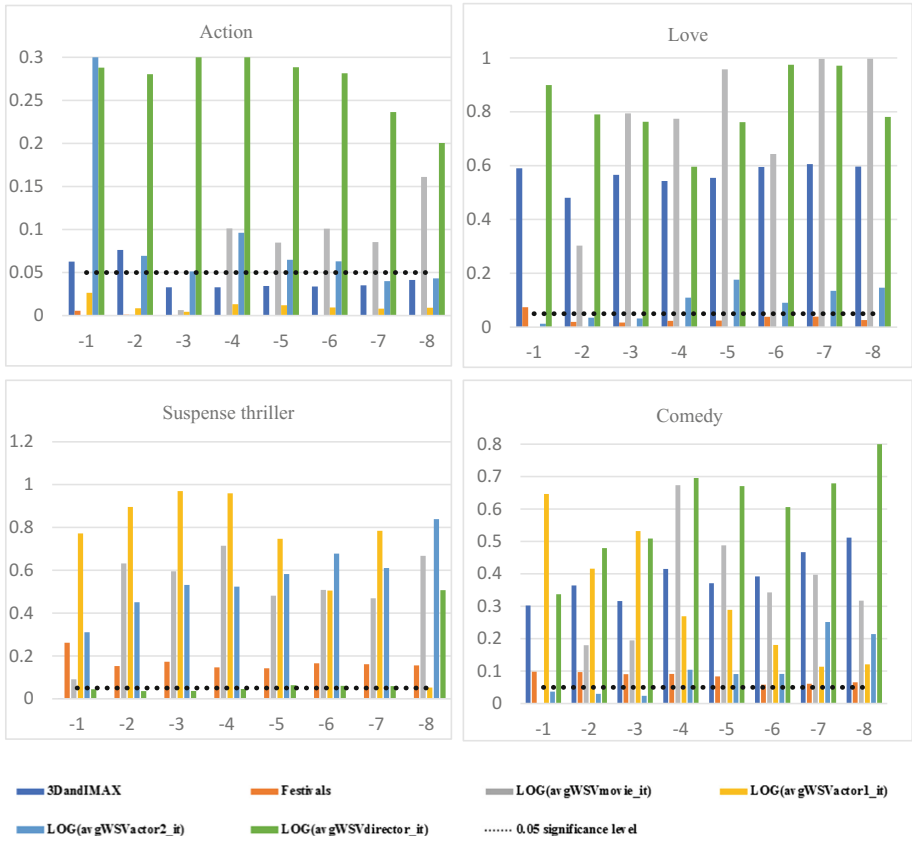 Action
0.3
0.25
0.2
0.15
0.1
0.05
0
-1 -2 -3 -4 -5 -6 -7 -8
Love
1
0.8
0.6
0.4
0.2
0
-1 -2 -3 -4 -5 -6 -7 -8
Suspense thriller
1.2
1
0.8
0.6
0.4
0.2
0
-1 -2 -3 -4 -5 -6 -7 -8
Comedy
0.8
0.7
0.6
0.5
0.4
0.3
0.2
0.1
0
-1 -2 -3 -4 -5 -6 -7 -8
3DandIMAX Festivals LOG(avgWSVmovie_it) LOG(avgWSVactor1_it)
LOG(avgWSVactor2_it) LOG(avgWSVdirector_it) 0.05 significance level